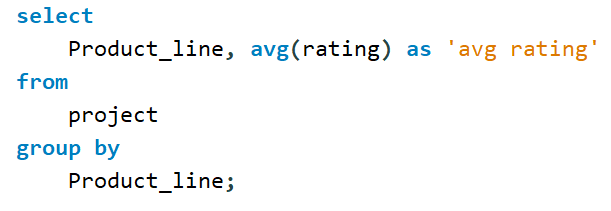 select
Product_line, avg(rating) as 'avg rating'
from
project
group by
Product_line;